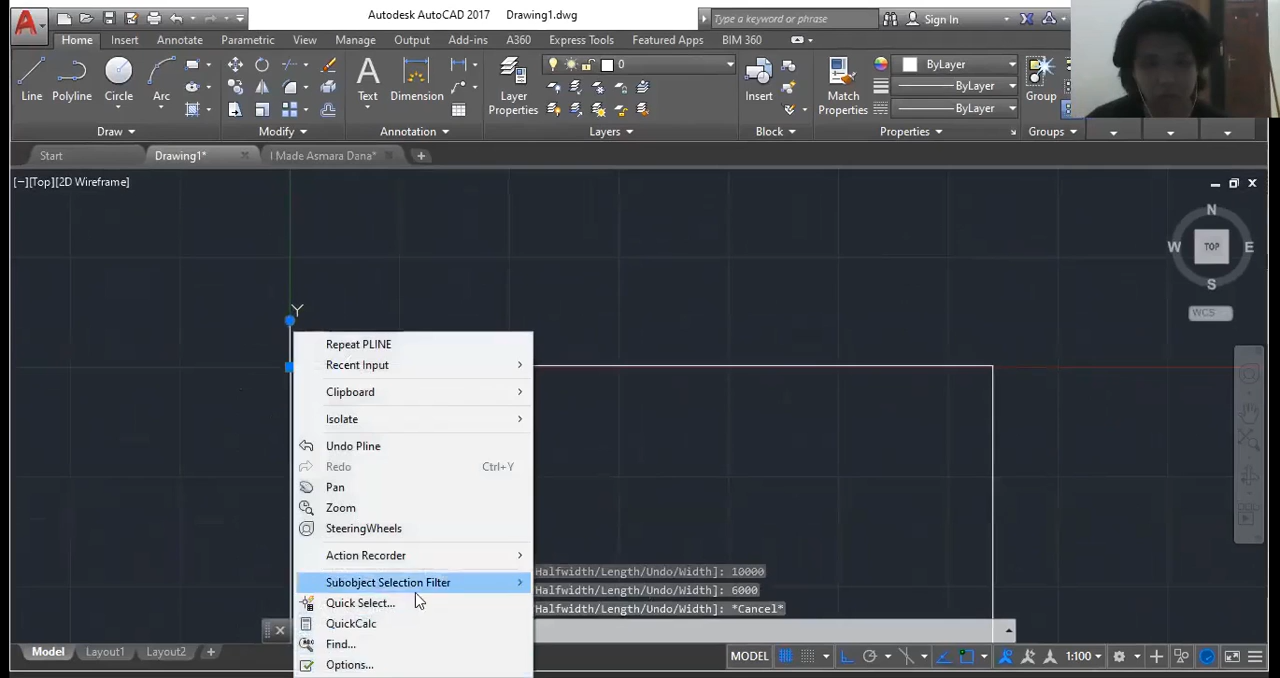 Autodesk AutoCAD 2017 Drawing1.dwg
Type a keyword or phrase
Sign In
Home Insert Annotate Parametric View Manage Output Add-ins A360 Express Tools Featured Apps BIM 360
0
ByLayer
ByLayer
ByLayer
Line Polyline Circle Arc
Text Dimension
Layer
Properties
Insert
Match
Properties
Group
Draw Modify Annotation Layers Block Properties Groups
Start Drawing1* I Made Asmara Dana*
[−][Top][2D Wireframe]
N
W TOP E
S
WCS
Y
Repeat PLINE
Recent Input
Clipboard
Isolate
Undo Pline
Redo Ctrl+Y
Pan
Zoom
SteeringWheels
Action Recorder
Subobject Selection Filter
Quick Select...
QuickCalc
Find...
Options...
Halfwidth/Length/Undo/Width]: 10000
Halfwidth/Length/Undo/Width]: 6000
Halfwidth/Length/Undo/Width]: *Cancel*
Model Layout1 Layout2
MODEL 1:100